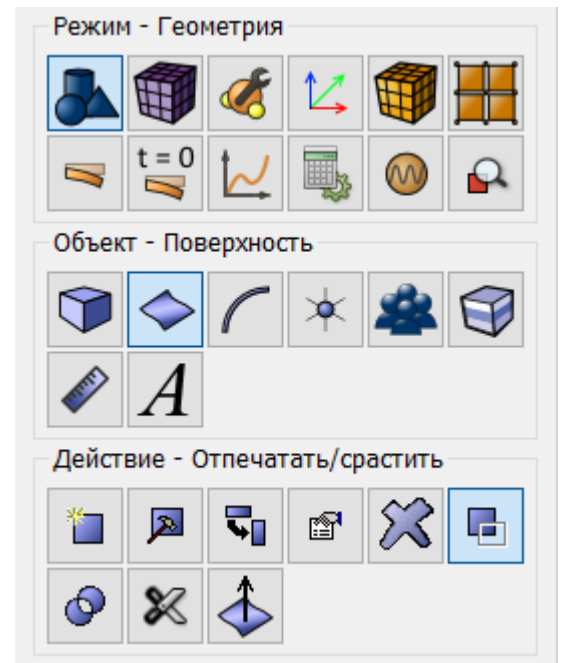 Режим - Геометрия
t = 0
Объект - Поверхность
A
Действие - Отпечатать/срастить